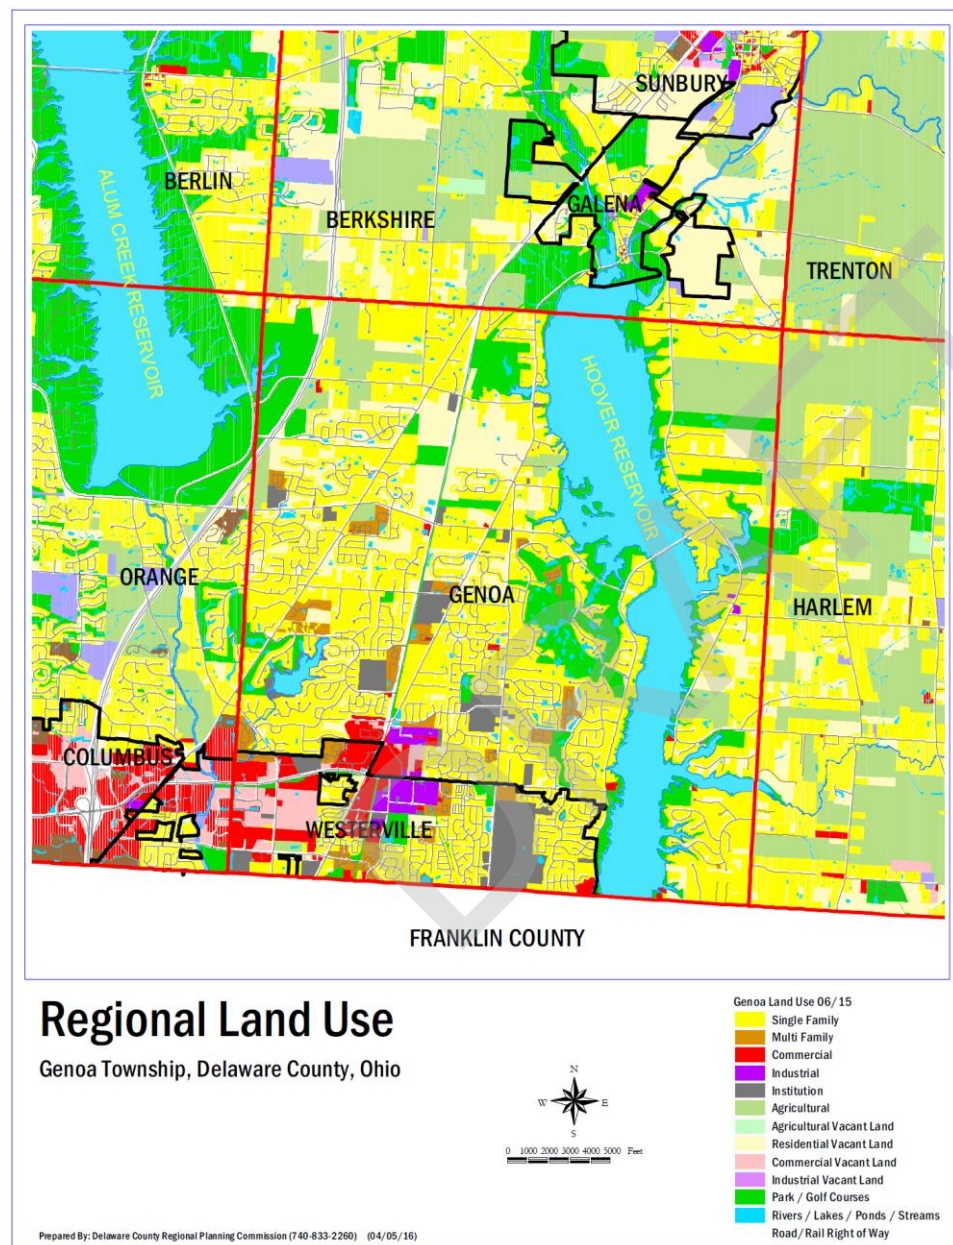 SUNBURY
ALUM CREEK RESERVOIR
BERLIN
BERKSHIRE
GALENA
TRENTON
HOOVER RESERVOIR
ORANGE
GENOA
HARLEM
COLUMBUS
WESTERVILLE
DRAFT
FRANKLIN COUNTY
Regional Land Use
Genoa Township, Delaware County, Ohio
N
W E
S
0 1000 2000 3000 4000 5000 Feet
Genoa Land Use 06/15
Single Family
Multi Family
Commercial
Industrial
Institution
Agricultural
Agricultural Vacant Land
Residential Vacant Land
Commercial Vacant Land
Industrial Vacant Land
Park / Golf Courses
Rivers / Lakes / Ponds / Streams
Road/Rail Right of Way
Prepared By: Delaware County Regional Planning Commission (740-833-2260) (04/05/16)